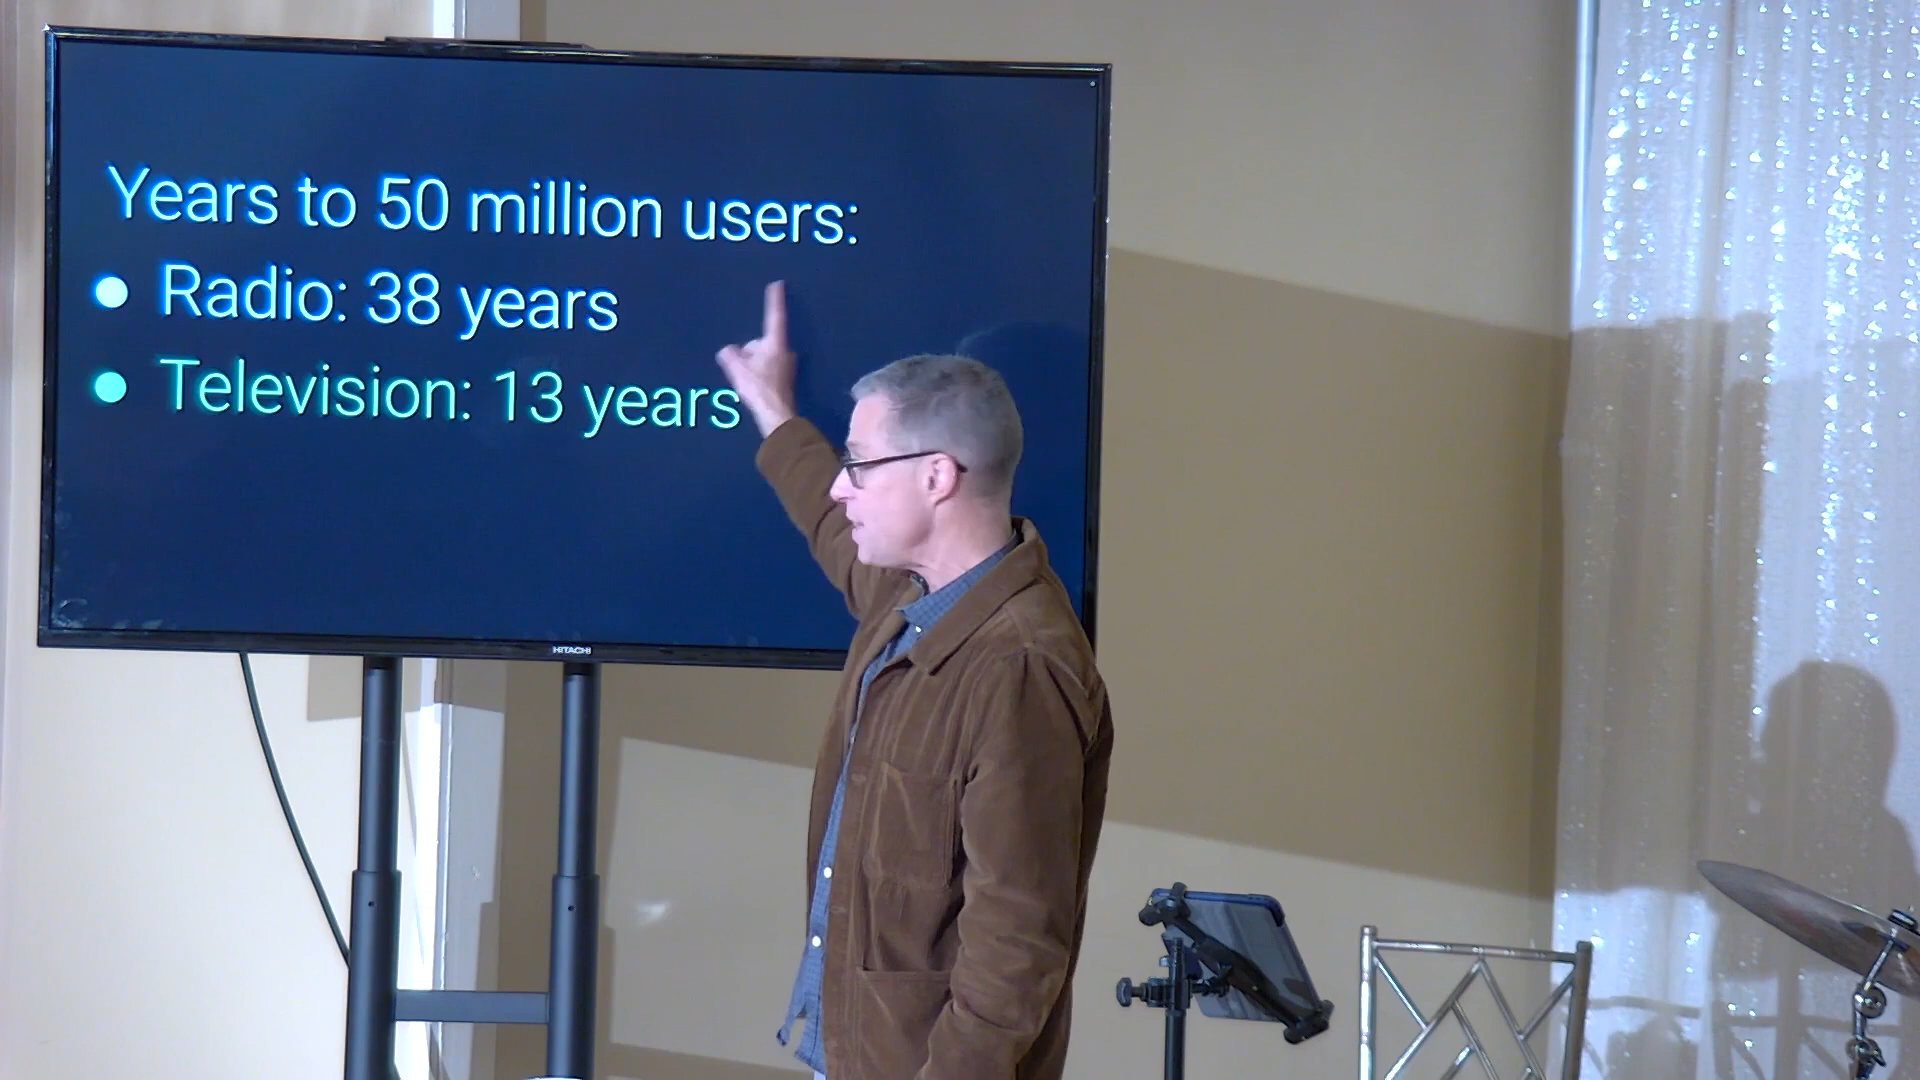 Years to 50 million users:
● Radio: 38 years
● Television: 13 years
HITACHI